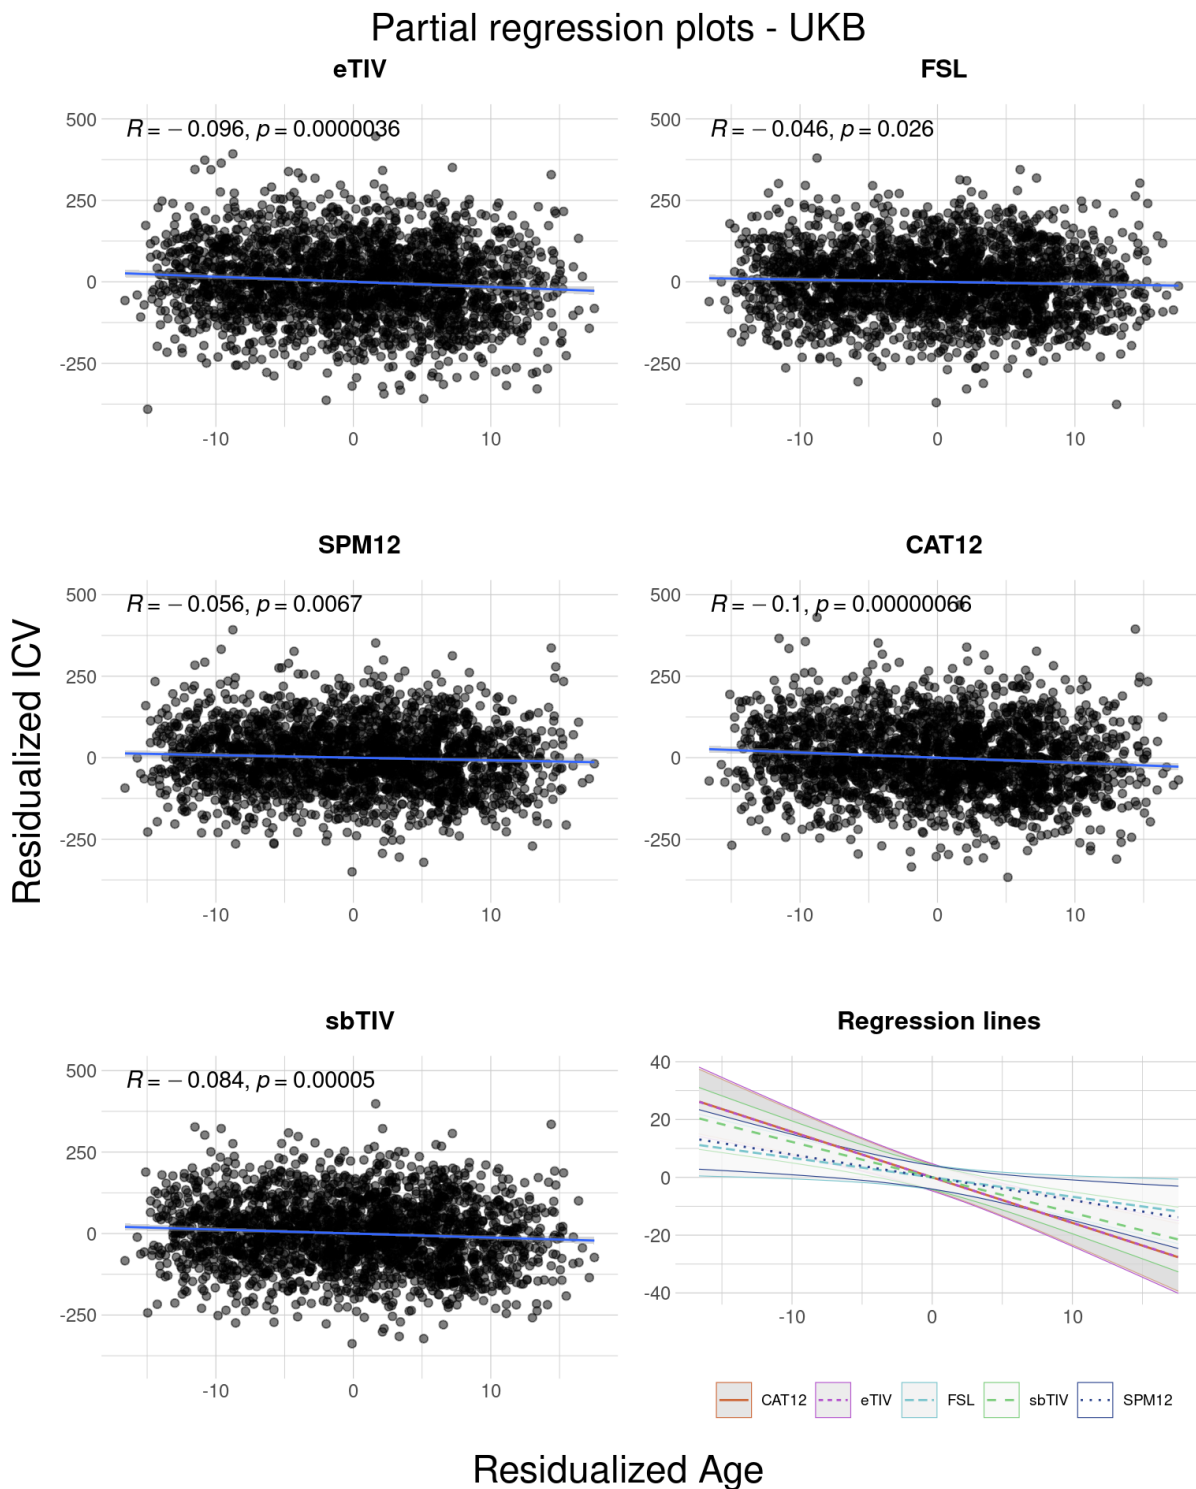 Partial regression plots - UKB
eTIV
FSL
R = − 0.096, p = 0.0000036
R = − 0.046, p = 0.026
500
250
0
-250
-10 0 10
500
250
0
-250
-10 0 10
SPM12
CAT12
R = − 0.056, p = 0.0067
R = − 0.1, p = 0.00000066
500
250
0
-250
-10 0 10
500
250
0
-250
-10 0 10
Residualized ICV
sbTIV
Regression lines
R = − 0.084, p = 0.00005
500
250
0
-250
-10 0 10
40
20
0
-20
-40
-10 0 10
CAT12 eTIV FSL sbTIV SPM12
Residualized Age